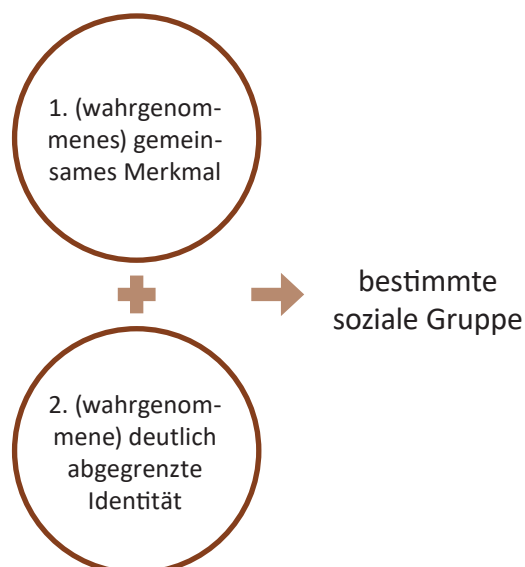 1. (wahrgenom-
menes) gemein-
sames Merkmal
bestimmte
soziale Gruppe
2. (wahrgenom-
mene) deutlich
abgegrenzte
Identität